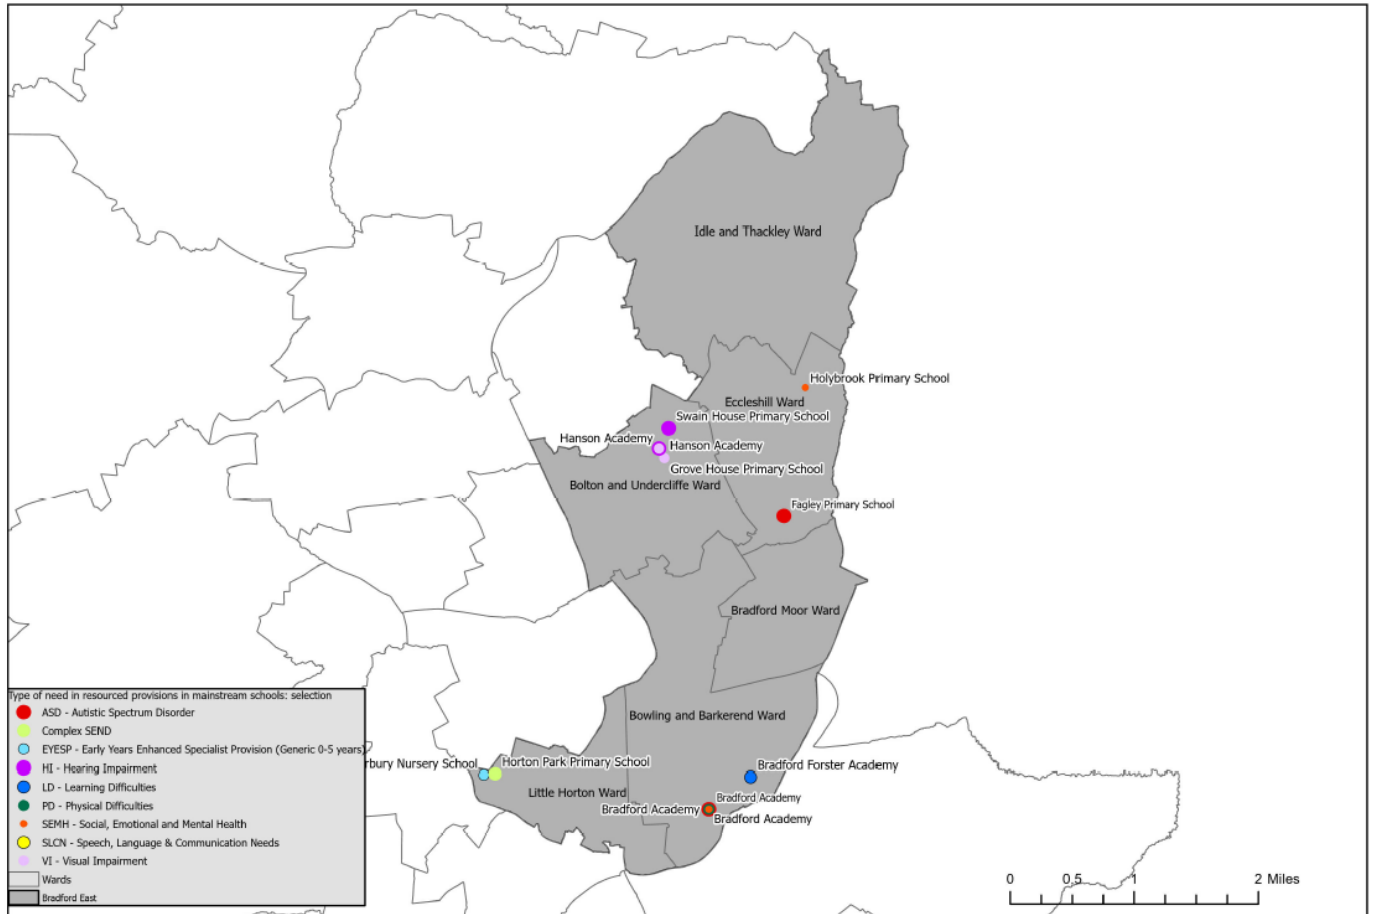 Idle and Thackley Ward
Holybrook Primary School
Eccleshill Ward
Swain House Primary School
Hanson Academy
Hanson Academy
Grove House Primary School
Bolton and Undercliffe Ward
Fagley Primary School
Bradford Moor Ward
Bowling and Barkerend Ward
rbury Nursery School
Horton Park Primary School
Bradford Forster Academy
Little Horton Ward
Bradford Academy
Bradford Academy
Bradford Academy
Type of need in resourced provisions in mainstream schools: selection
ASD - Autistic Spectrum Disorder
Complex SEND
EYESP - Early Years Enhanced Specialist Provision (Generic 0-5 years)
HI - Hearing Impairment
LD - Learning Difficulties
PD - Physical Difficulties
SEMH - Social, Emotional and Mental Health
SLCN - Speech, Language & Communication Needs
VI - Visual Impairment
Wards
Bradford East
0 0.5 1 2 Miles